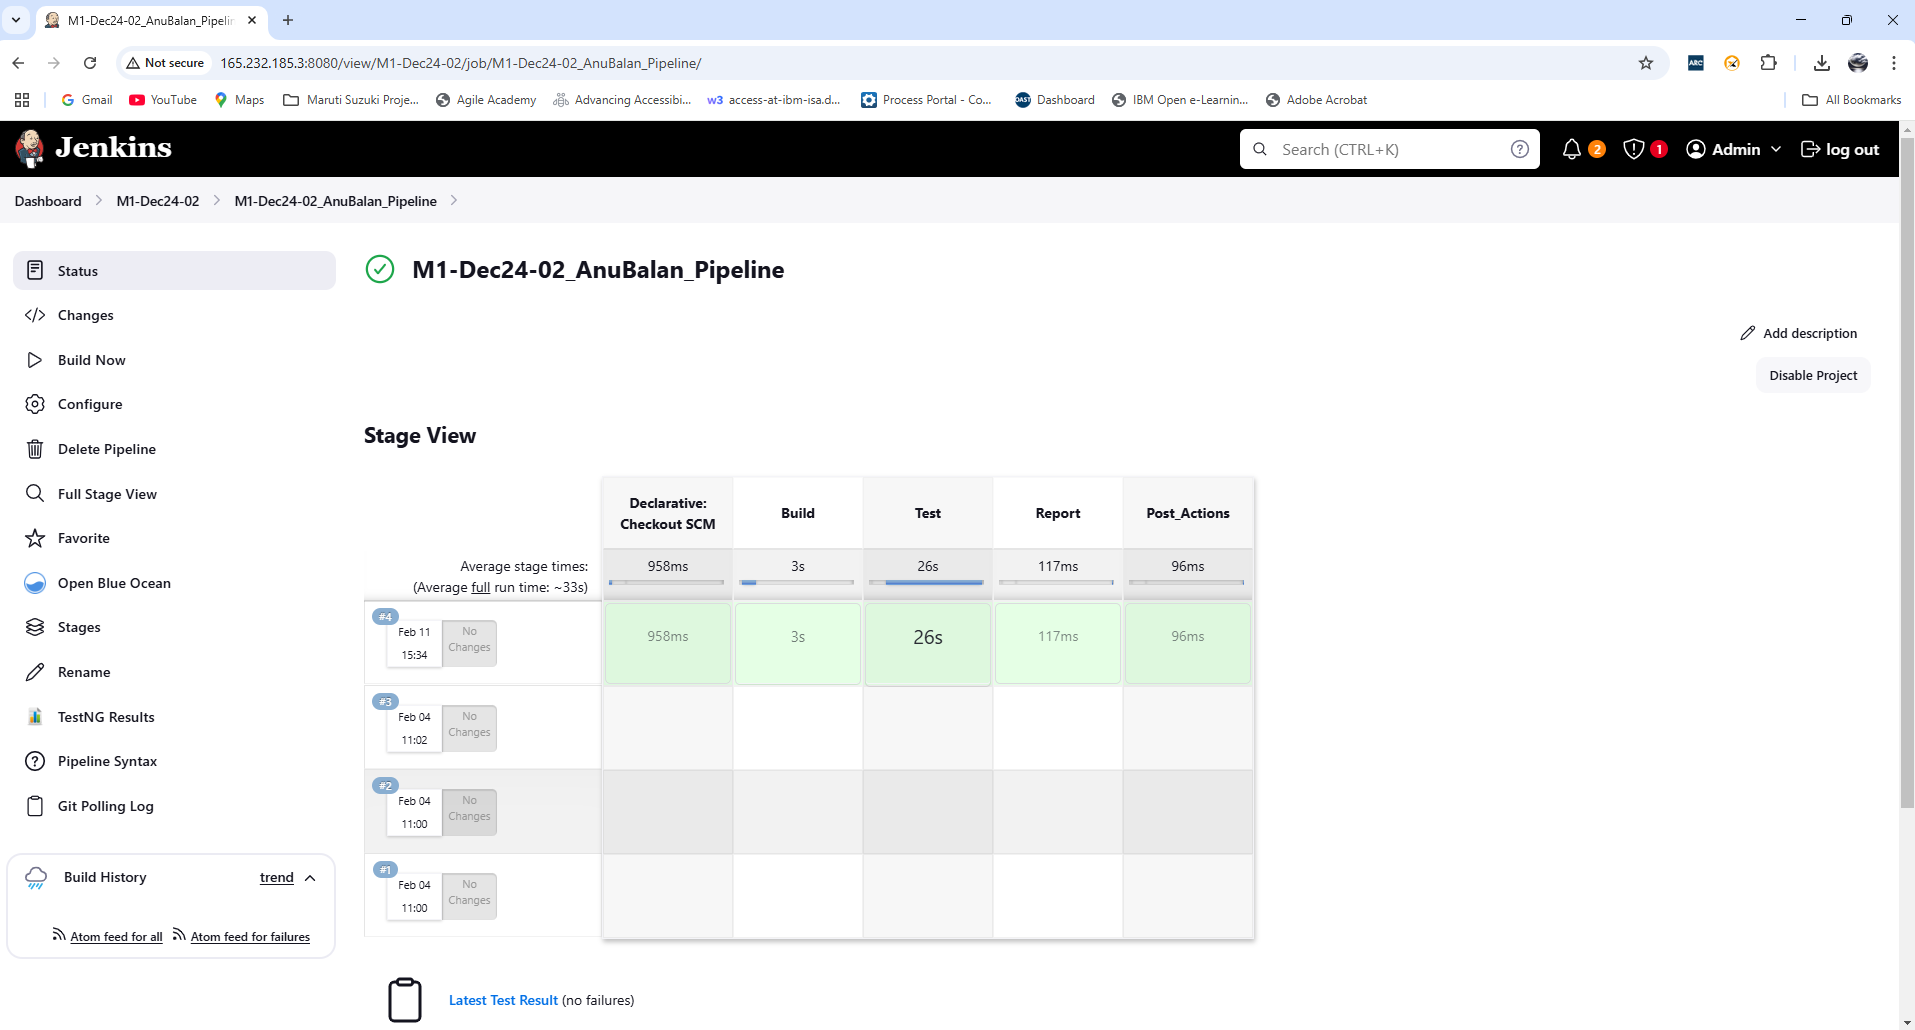 M1-Dec24-02_AnuBalan_Pipelin
Not secure 165.232.185.3:8080/view/M1-Dec24-02/job/M1-Dec24-02_AnuBalan_Pipeline/
ARC
Gmail YouTube Maps Maruti Suzuki Proje... Agile Academy Advancing Accessibi... w3 access-at-ibm-isa.d... Process Portal - Co... DAST Dashboard IBM Open e-Learnin... Adobe Acrobat All Bookmarks
Jenkins Search (CTRL+K) 2 1 Admin log out
Dashboard M1-Dec24-02 M1-Dec24-02_AnuBalan_Pipeline
Status
Changes
Build Now
Configure
Delete Pipeline
Full Stage View
Favorite
Open Blue Ocean
Stages
Rename
TestNG Results
Pipeline Syntax
Git Polling Log
Build History trend
Atom feed for all Atom feed for failures
M1-Dec24-02_AnuBalan_Pipeline
Add description
Disable Project
Stage View
Declarative:
Checkout SCM Build Test Report Post_Actions
Average stage times: 958ms 3s 26s 117ms 96ms
(Average full run time: ~33s)
#4
Feb 11
15:34
No
Changes
958ms 3s 26s 117ms 96ms
#3
Feb 04
11:02
No
Changes
#2
Feb 04
11:00
No
Changes
#1
Feb 04
11:00
No
Changes
Latest Test Result (no failures)